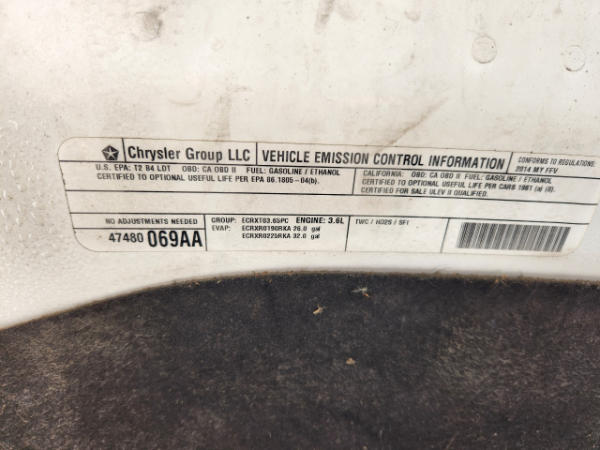 Chrysler Group LLC VEHICLE EMISSION CONTROL INFORMATION CONFORMS TO REGULATIONS:
2014 MY FFV
U.S. EPA: T2 B4 LDT OBD: CA OBD II FUEL: GASOLINE / ETHANOL
CERTIFIED TO OPTIONAL USEFUL LIFE PER EPA 86.1805-04(b).
CALIFORNIA: OBD: CA OBD II FUEL: GASOLINE / ETHANOL
CERTIFIED TO OPTIONAL USEFUL LIFE PER CARB 1961 (a) (8).
CERTIFIED FOR SALE ULEV II QUALIFIED.
NO ADJUSTMENTS NEEDED
47480 069AA
GROUP: ECRXT03.65PC ENGINE: 3.6L
EVAP: ECRXR0190RKA 26.0 gal
ECRXR0225RKA 32.0 gal
TWC / HO2S / SFI